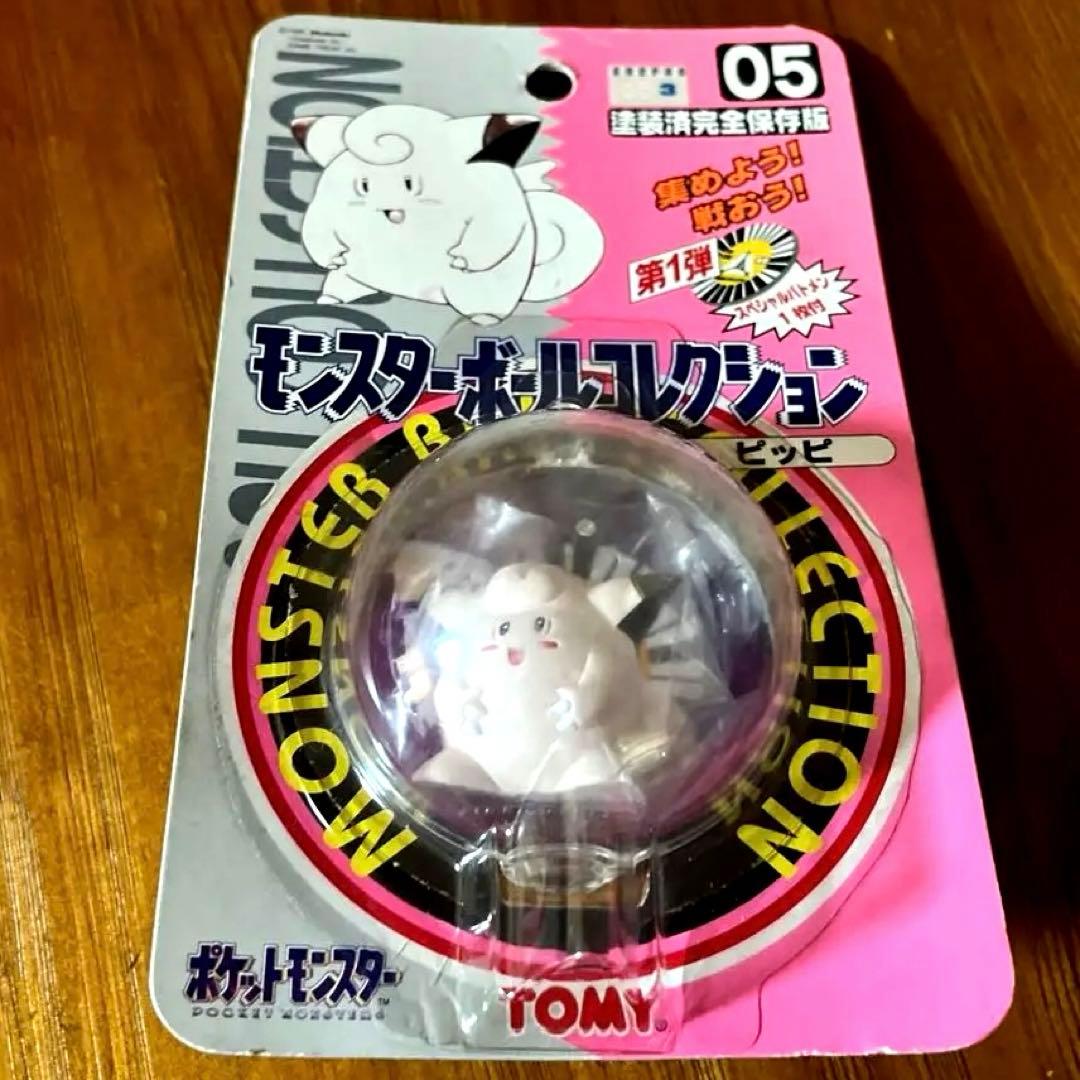 05
3
塗装済完全保存版
集めよう!
戦おう!
第1弾
スペシャルバトメン
1枚付
モンスターボールコレクション
ピッピ
MONSTER B
LLECTION
ポケットモンスター
POCKET MONSTERS
TM
TOMY®